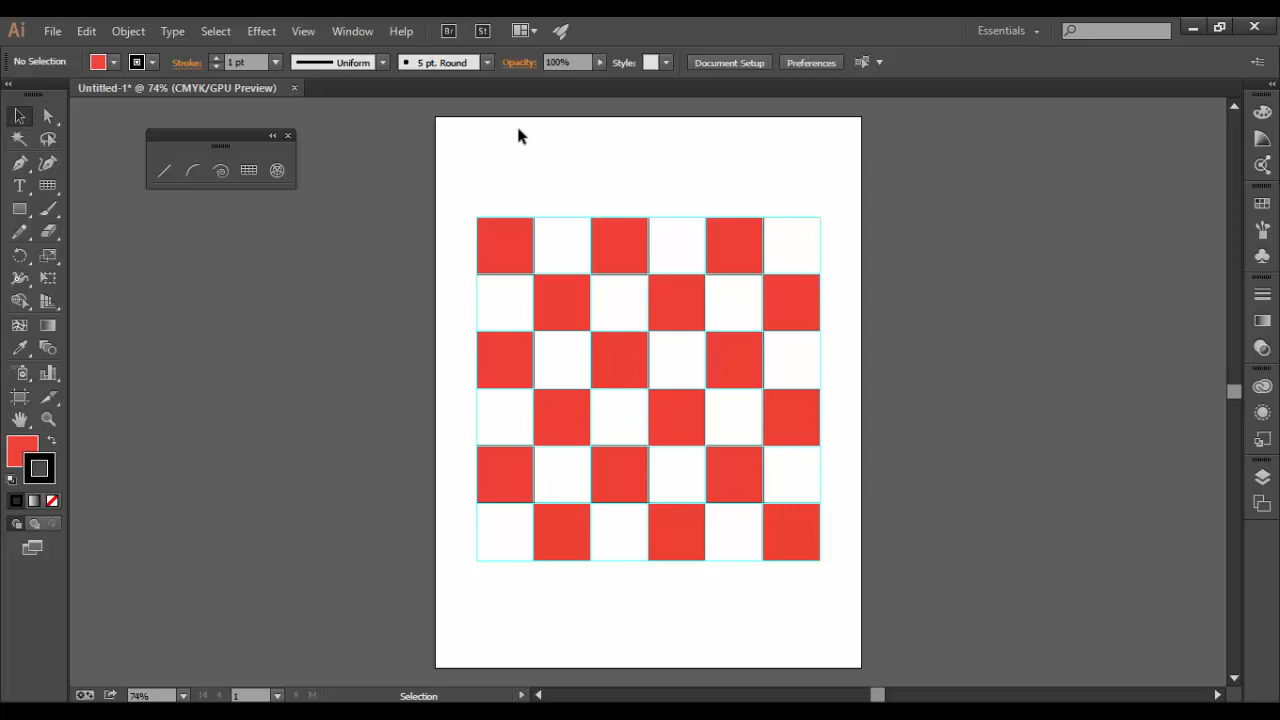 Ai File Edit Object Type Select Effect View Window Help Br St Essentials
No Selection Stroke: 1 pt Uniform 5 pt. Round Opacity: 100% Style: Document Setup Preferences
Untitled-1* @ 74% (CMYK/GPU Preview)
T
74% 1 Selection